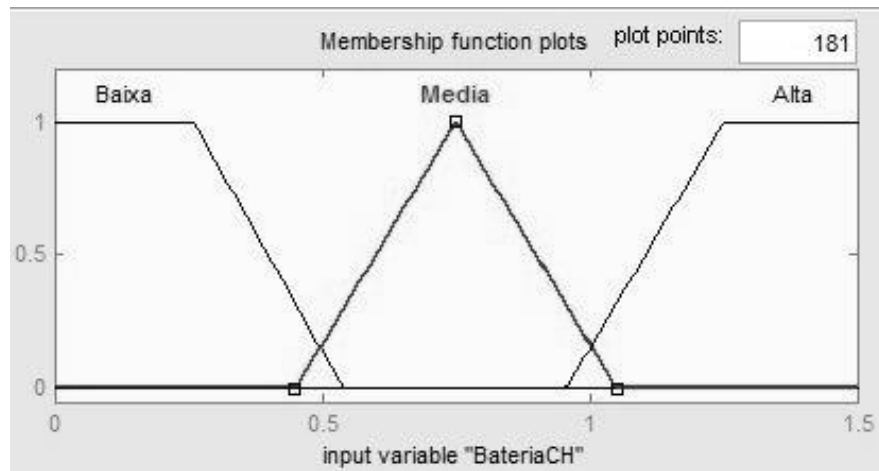 Membership function plots plot points: 181
Baixa Media Alta
1
0.5
0
0 0.5 1 1.5
input variable "BateriaCH"